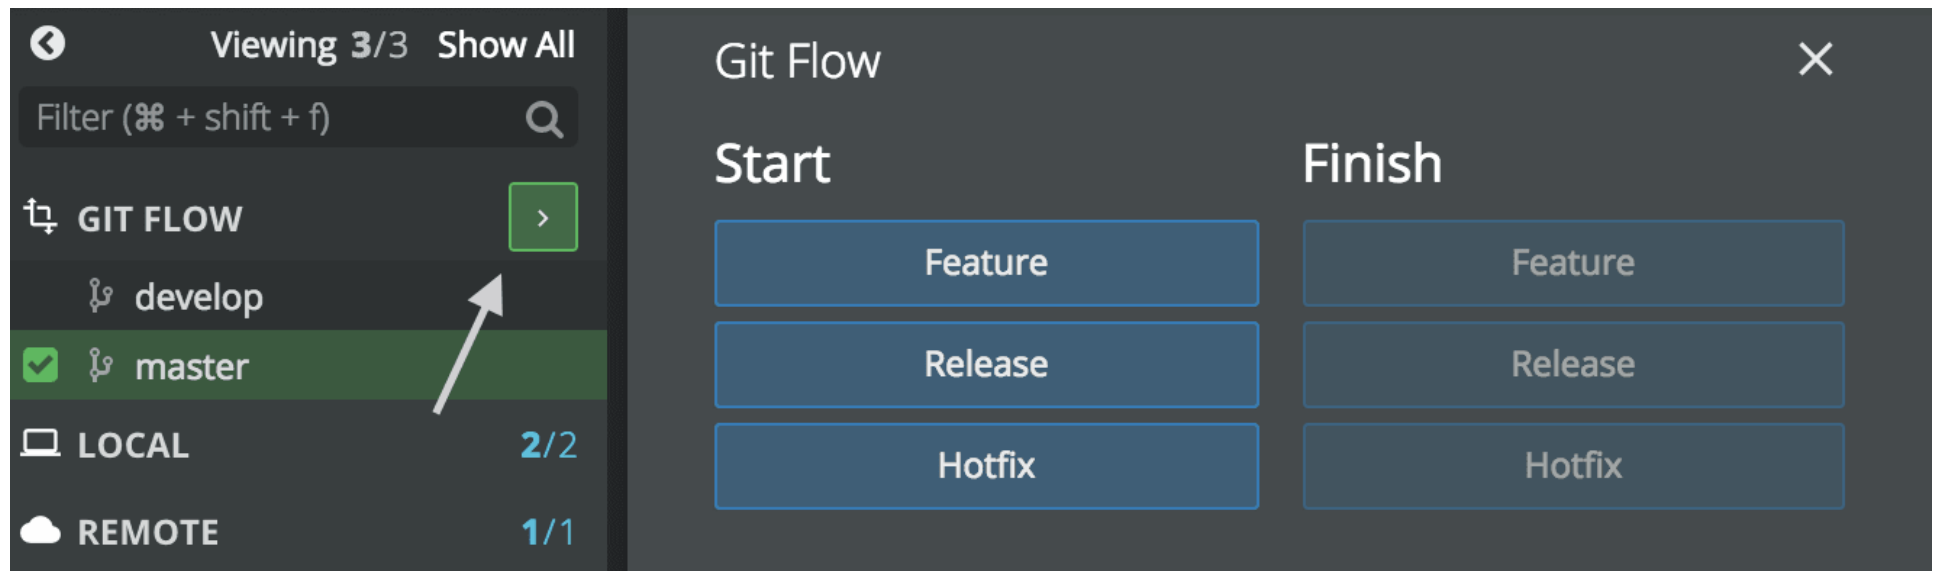 Viewing 3/3 Show All
Filter (⌘ + shift + f)
GIT FLOW
develop
master
LOCAL 2/2
REMOTE 1/1
Git Flow
Start
Feature
Release
Hotfix
Finish
Feature
Release
Hotfix